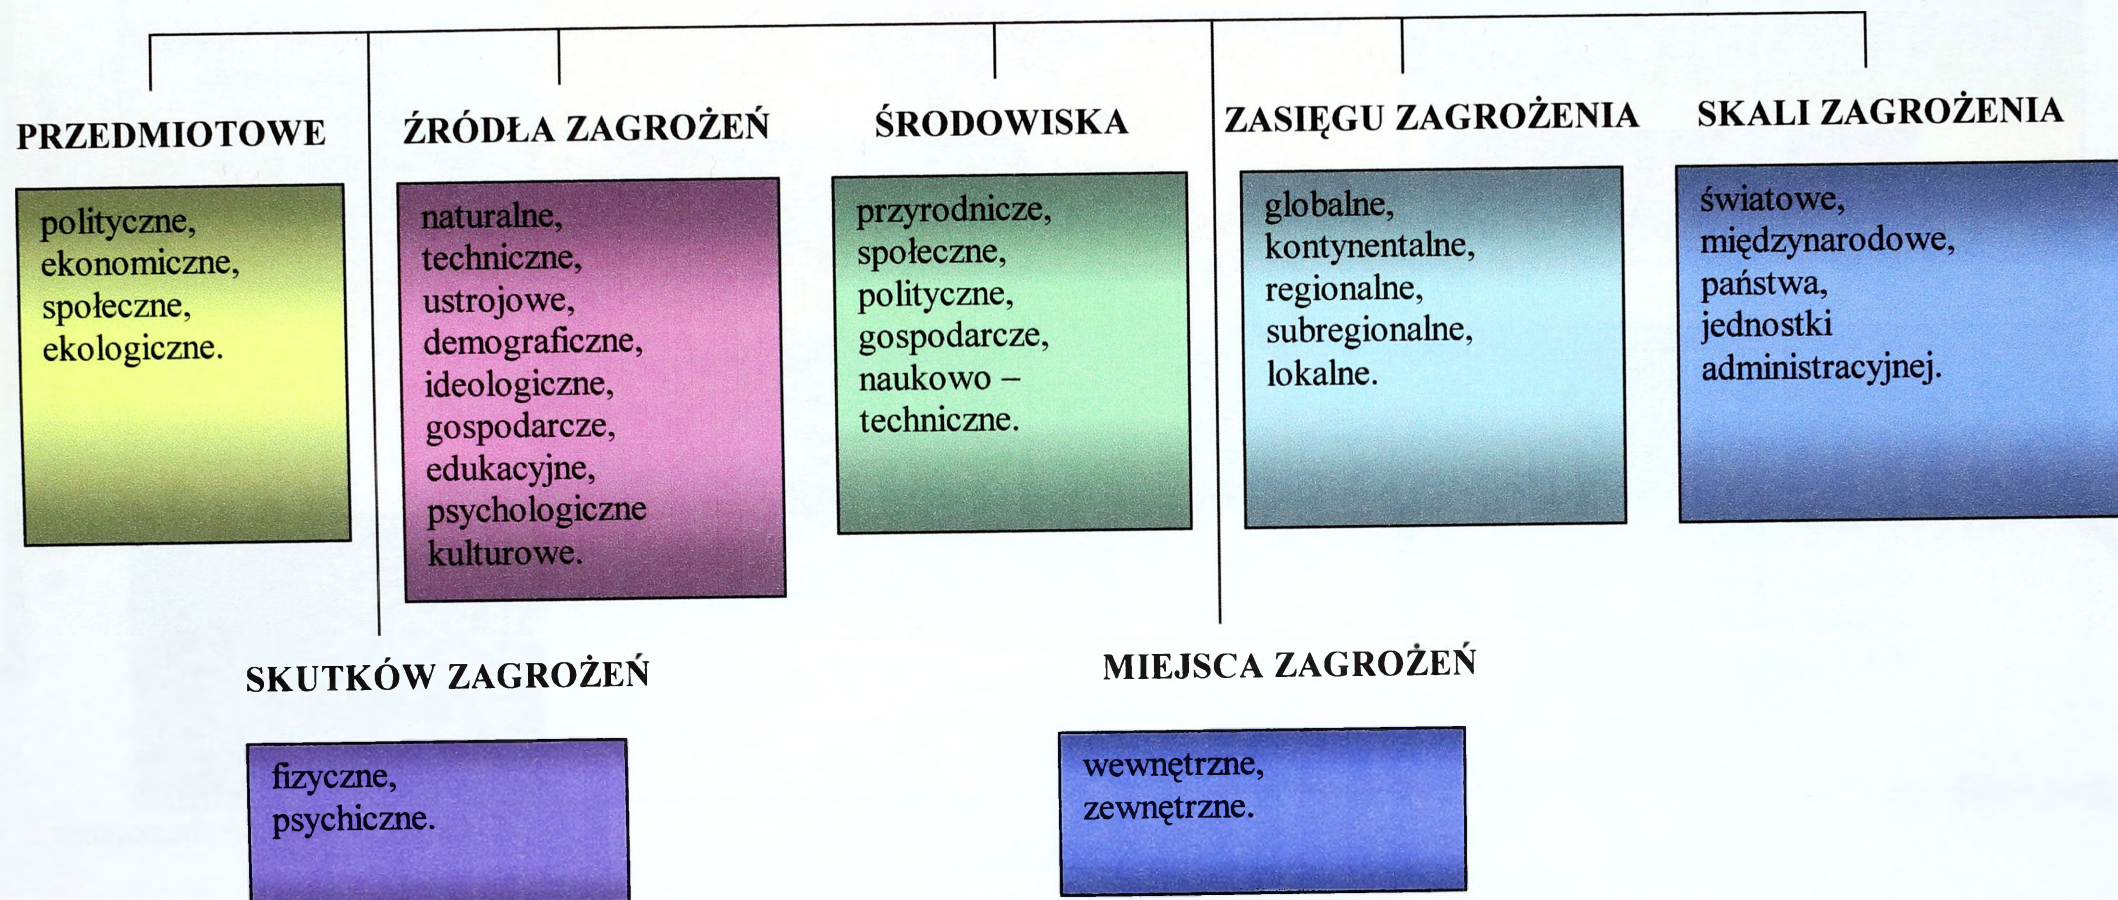 PRZEDMIOTOWE
polityczne,
ekonomiczne,
społeczne,
ekologiczne.
ŹRÓDŁA ZAGROŻEŃ
naturalne,
techniczne,
ustrojowe,
demograficzne,
ideologiczne,
gospodarcze,
edukacyjne,
psychologiczne
kulturowe.
ŚRODOWISKA
przyrodnicze,
społeczne,
polityczne,
gospodarcze,
naukowo –
techniczne.
ZASIĘGU ZAGROŻENIA
globalne,
kontynentalne,
regionalne,
subregionalne,
lokalne.
SKALI ZAGROŻENIA
światowe,
międzynarodowe,
państwa,
jednostki
administracyjnej.
SKUTKÓW ZAGROŻEŃ
fizyczne,
psychiczne.
MIEJSCA ZAGROŻEŃ
wewnętrzne,
zewnętrzne.